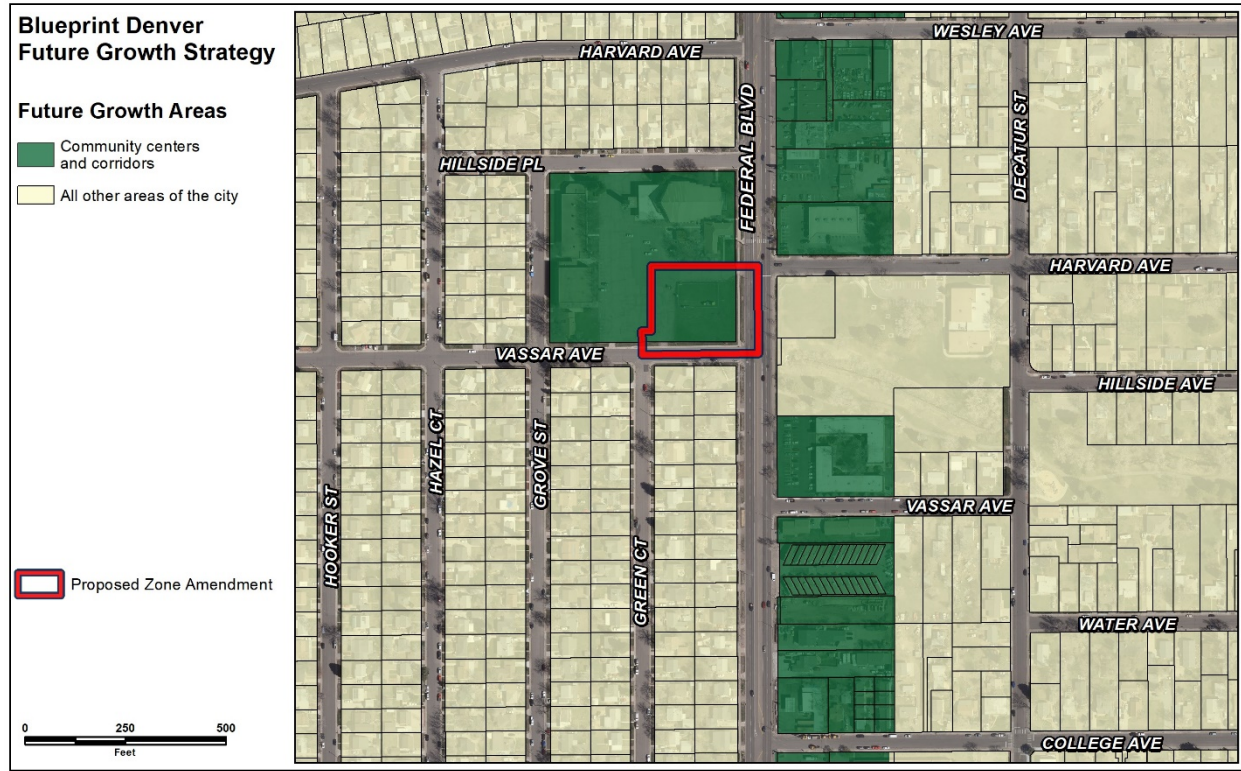 Blueprint Denver
Future Growth Strategy
Future Growth Areas
Community centers
and corridors
All other areas of the city
Proposed Zone Amendment
0 250 500
Feet
WESLEY AVE
HARVARD AVE
HILLSIDE PL
FEDERAL BLVD
DECATUR ST
HARVARD AVE
VASSAR AVE
HILLSIDE AVE
HOOKER ST
HAZEL CT
GROVE ST
GREEN CT
VASSAR AVE
WATER AVE
COLLEGE AVE